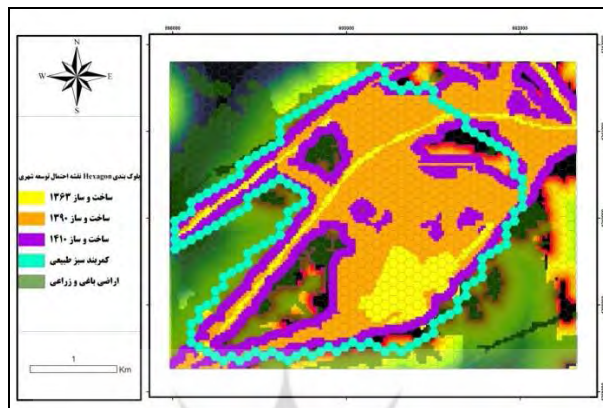 N
W E
S
بلوک بندی Hexagon نقشه احتمال توسعه شهری
ساخت و ساز ۱۳۶۳
ساخت و ساز ۱۳۹۰
ساخت و ساز ۱۴۱۰
کمربند سبز طبیعی
اراضی باغی و زراعی
1
Km